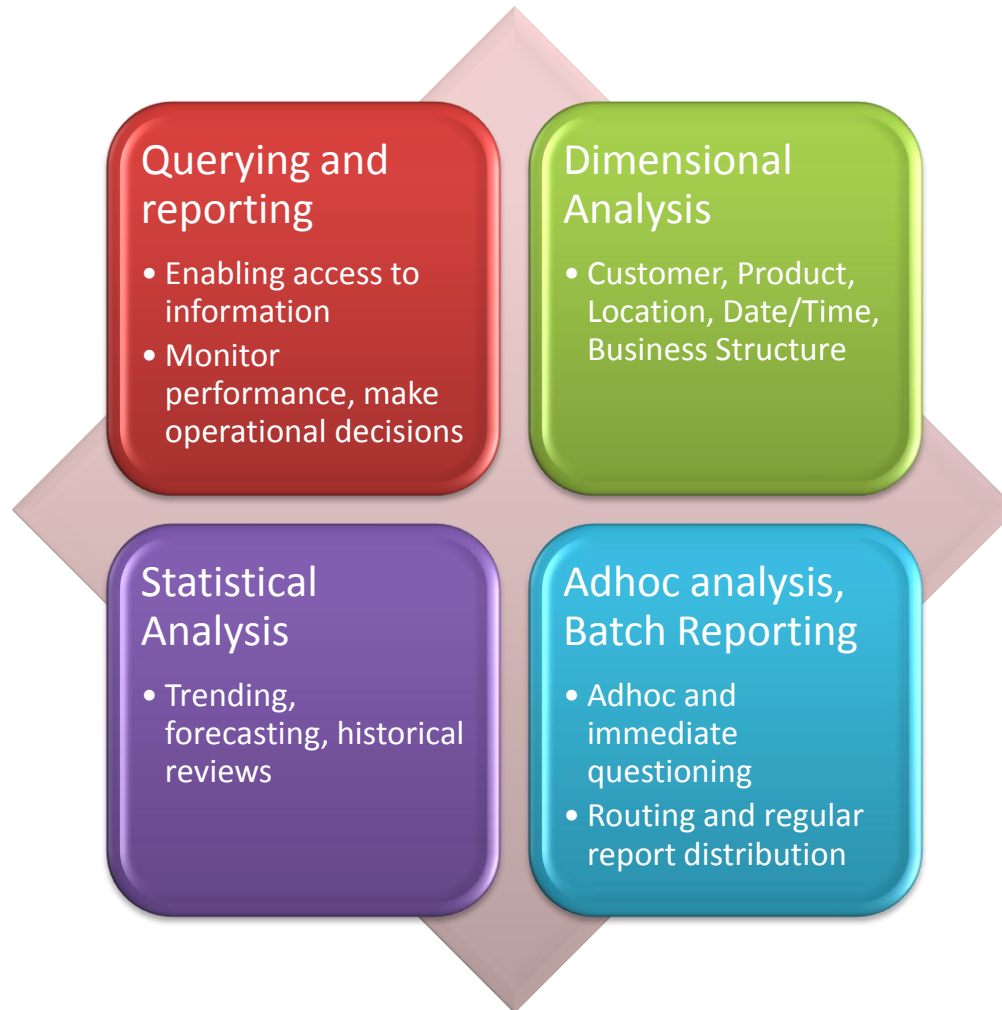 Querying and
reporting
• Enabling access to
information
• Monitor
performance, make
operational decisions
Dimensional
Analysis
• Customer, Product,
Location, Date/Time,
Business Structure
Statistical
Analysis
• Trending,
forecasting, historical
reviews
Adhoc analysis,
Batch Reporting
• Adhoc and
immediate
questioning
• Routing and regular
report distribution